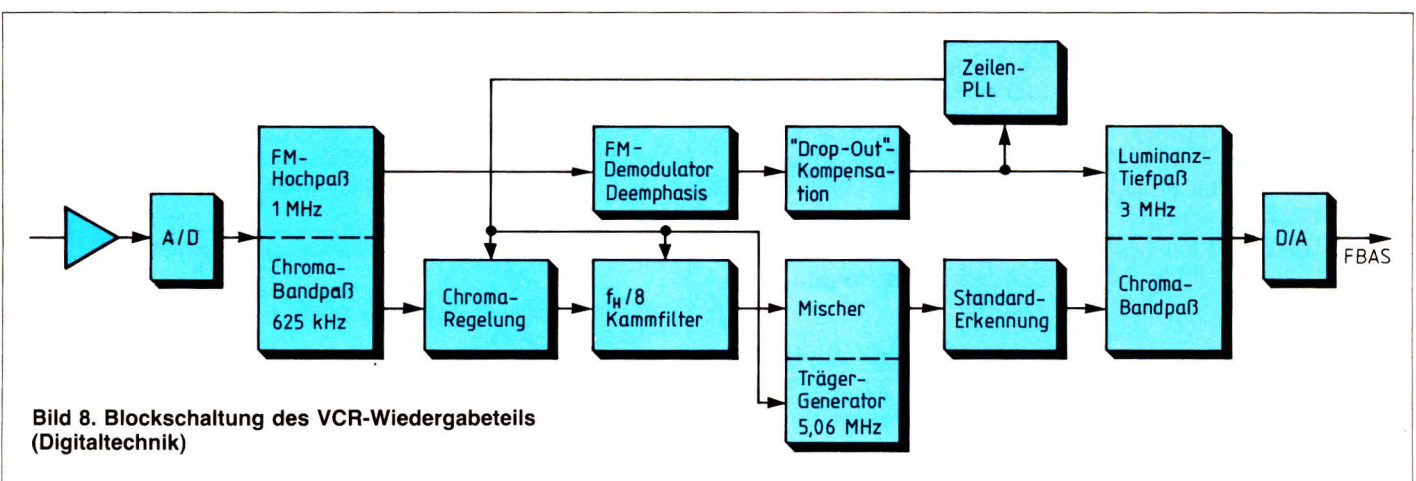 Zeilen-
PLL
FM-
Hochpaß
1 MHz
FM-
Demodulator
Deemphasis
"Drop-Out"-
Kompensa-
tion
Luminanz-
Tiefpaß
3 MHz
A/D
D/A
FBAS
Chroma-
Bandpaß
625 kHz
Chroma-
Regelung
fH/8
Kammfilter
Mischer
Standard-
Erkennung
Chroma-
Bandpaß
Träger-
Generator
5,06 MHz
Bild 8. Blockschaltung des VCR-Wiedergabeteils
(Digitaltechnik)